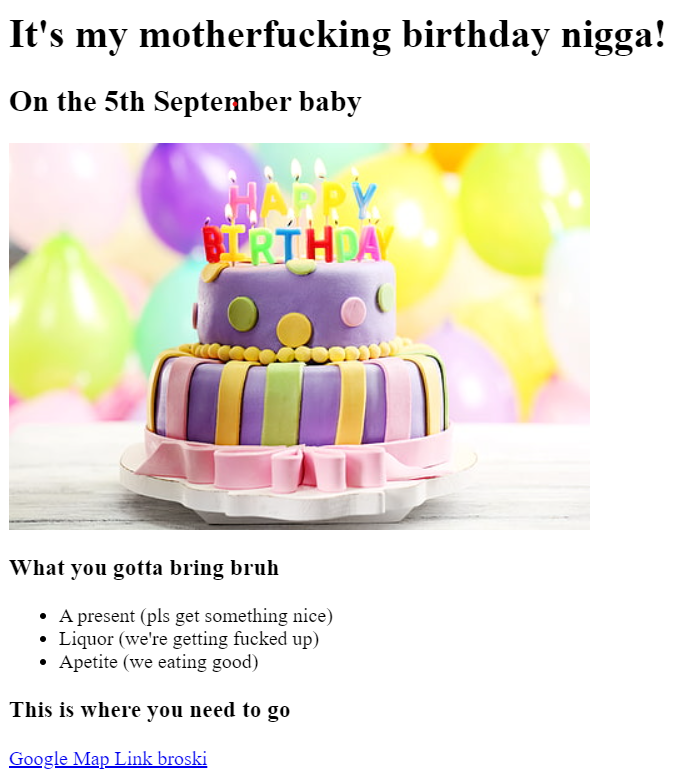 It's my motherfucking birthday nigga!
On the 5th September baby
HAPPY
BIRTHDAY
What you gotta bring bruh
A present (pls get something nice)
Liquor (we're getting fucked up)
Apetite (we eating good)
This is where you need to go
Google Map Link broski